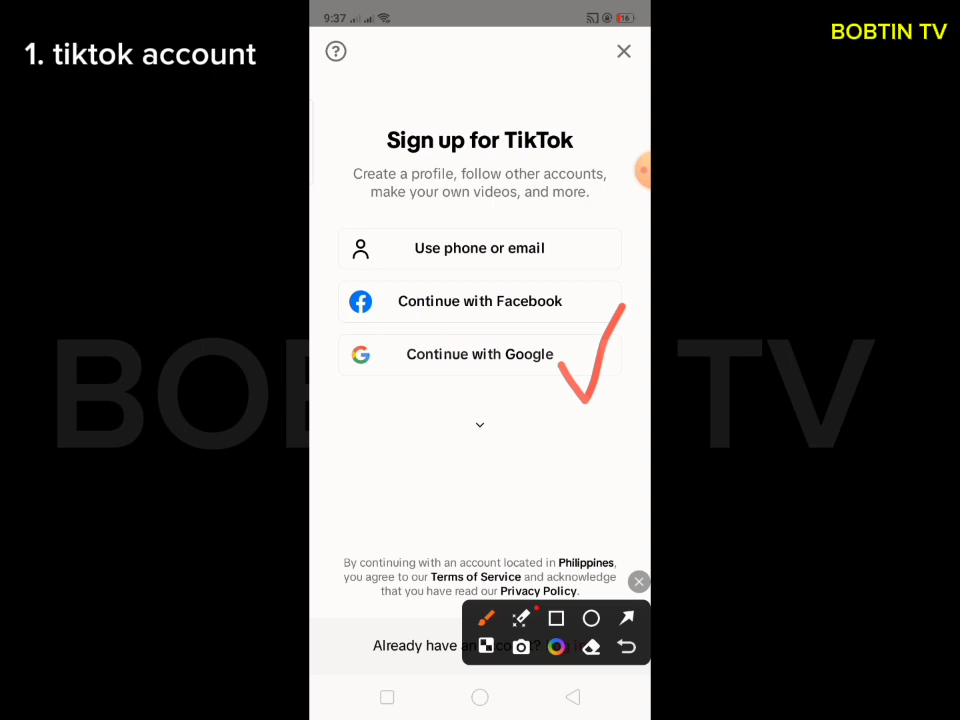 9:37
16
1. tiktok account
BOBTIN TV
Sign up for TikTok
Create a profile, follow other accounts,
make your own videos, and more.
Use phone or email
Continue with Facebook
Continue with Google
BO TV
By continuing with an account located in Philippines,
you agree to our Terms of Service and acknowledge
that you have read our Privacy Policy.
Already have